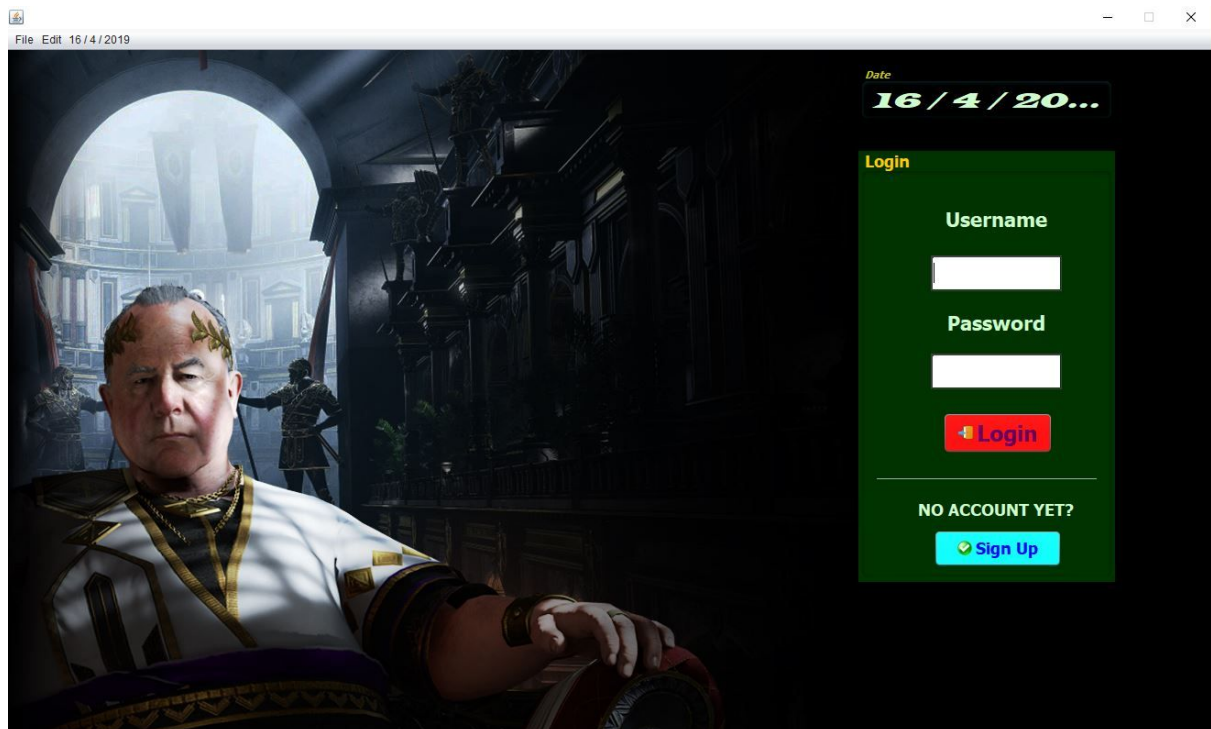 File Edit 16 / 4 / 2019
Date
16 / 4 / 20...
Login
Username
Password
Login
NO ACCOUNT YET?
Sign Up